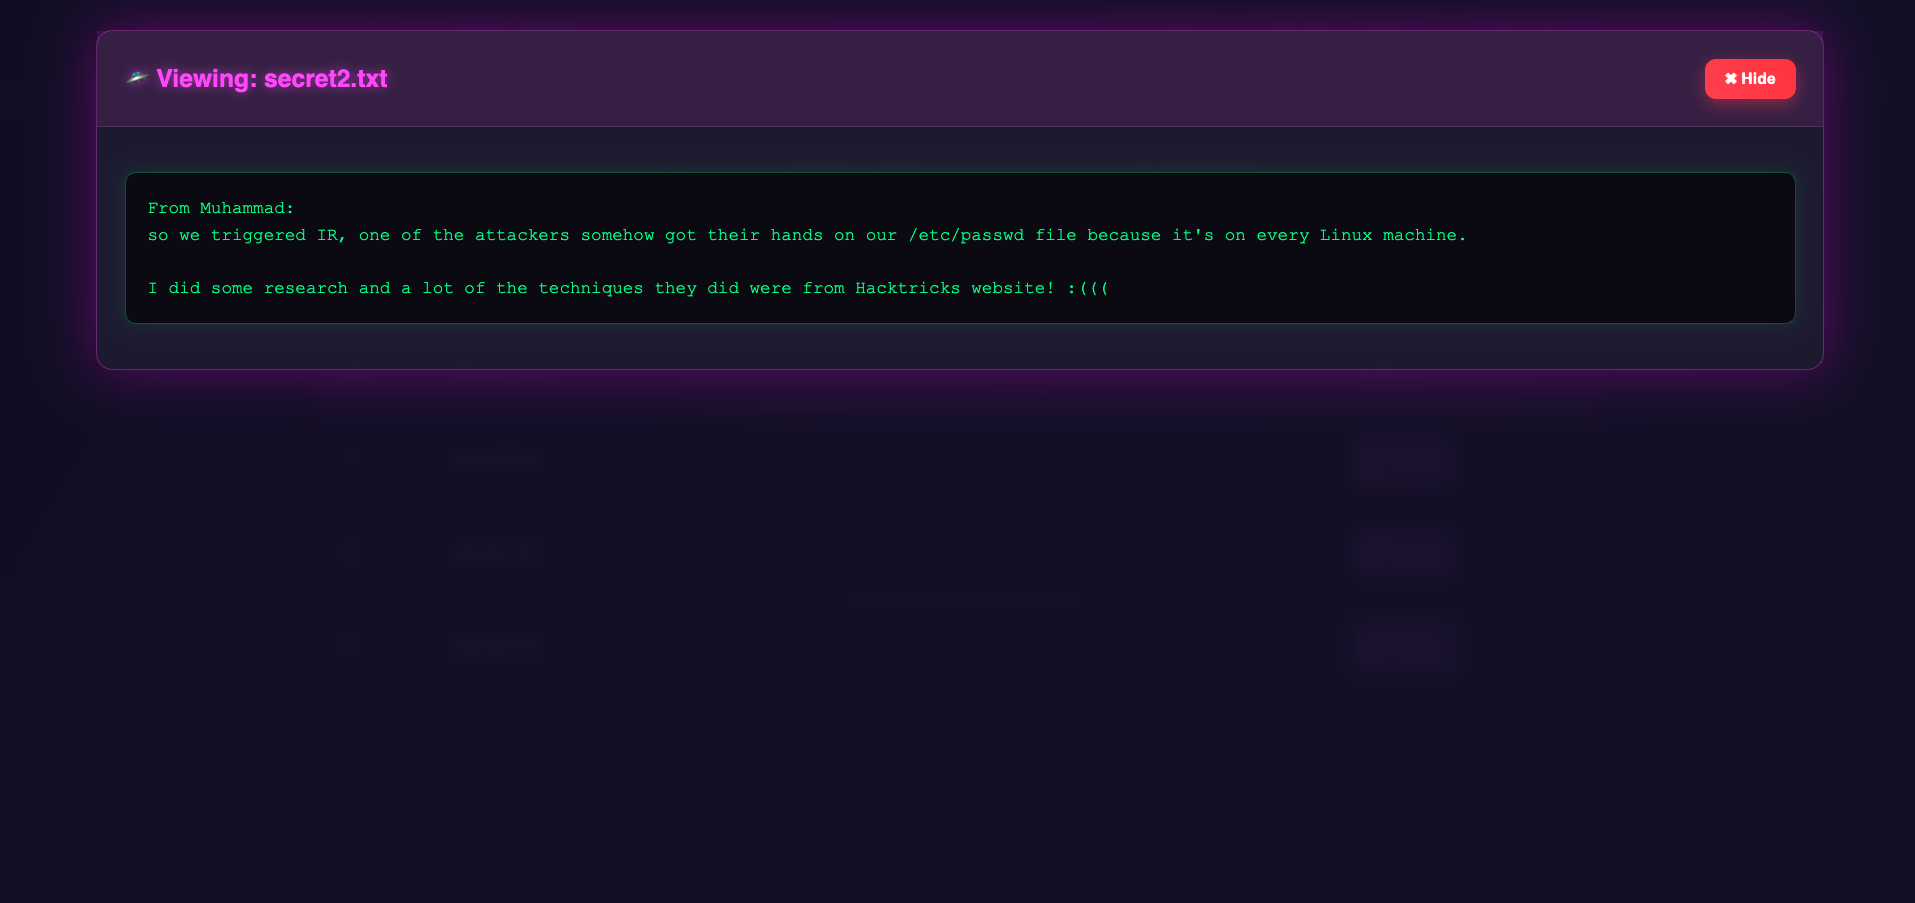 Viewing: secret2.txt
✖ Hide
From Muhammad:
so we triggered IR, one of the attackers somehow got their hands on our /etc/passwd file because it's on every Linux machine.
I did some research and a lot of the techniques they did were from Hacktricks website! :(((